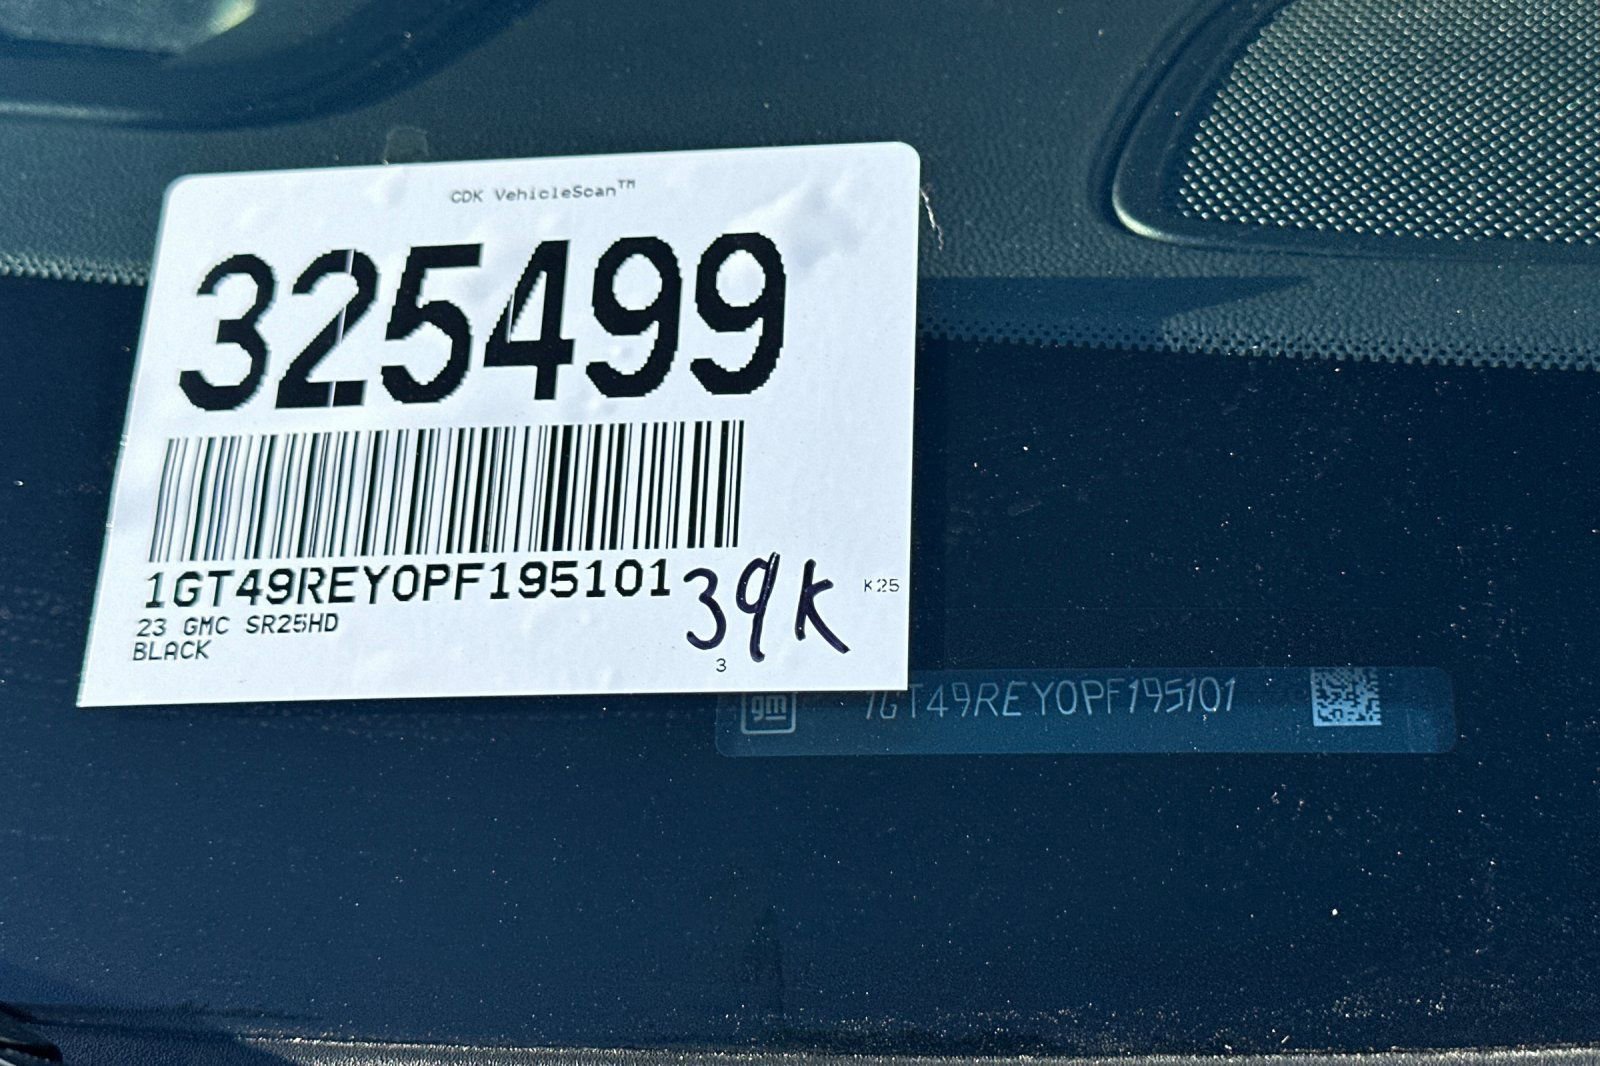 CDK VehicleScan™
325499
1GT49REY0PF195101
39K
K25
23 GMC SR25HD
BLACK
3
gm 1GT49REY0PF195101